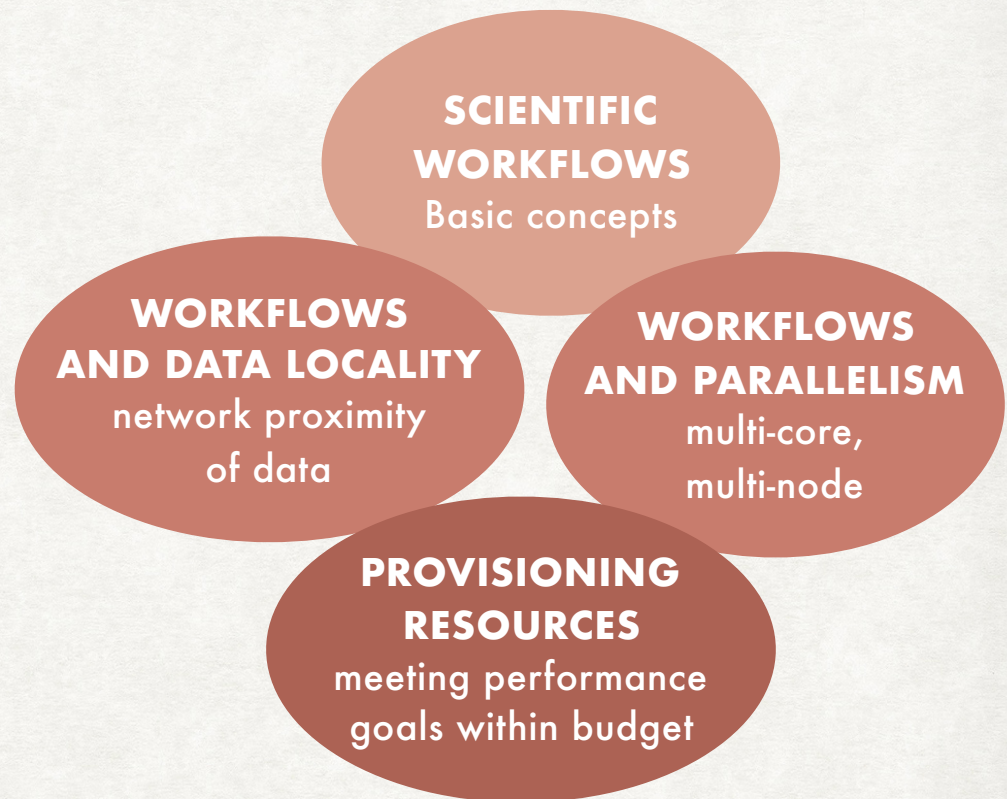 SCIENTIFIC
WORKFLOWS
Basic concepts
WORKFLOWS
AND DATA LOCALITY
network proximity
of data
WORKFLOWS
AND PARALLELISM
multi-core,
multi-node
PROVISIONING
RESOURCES
meeting performance
goals within budget